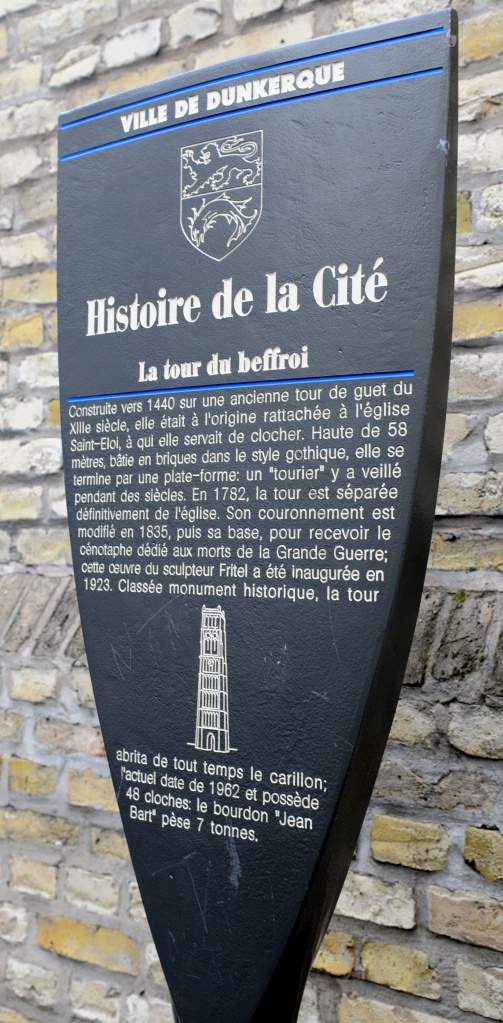 VILLE DE DUNKERQUE
Histoire de la Cité
La tour du beffroi
Construite vers 1440 sur une ancienne tour de guet du
XIIIe siècle, elle était à l'origine rattachée à l'église
Saint-Eloi, à qui elle servait de clocher. Haute de 58
mètres, bâtie en briques dans le style gothique, elle se
termine par une plate-forme: un "tourier" y a veillé
pendant des siècles. En 1782, la tour est séparée
définitivement de l'église. Son couronnement est
modifié en 1835, puis sa base, pour recevoir le
cénotaphe dédié aux morts de la Grande Guerre;
cette œuvre du sculpteur Fritel a été inaugurée en
1923. Classée monument historique, la tour
abrita de tout temps le carillon;
l'actuel date de 1962 et possède
48 cloches: le bourdon "Jean
Bart" pèse 7 tonnes.